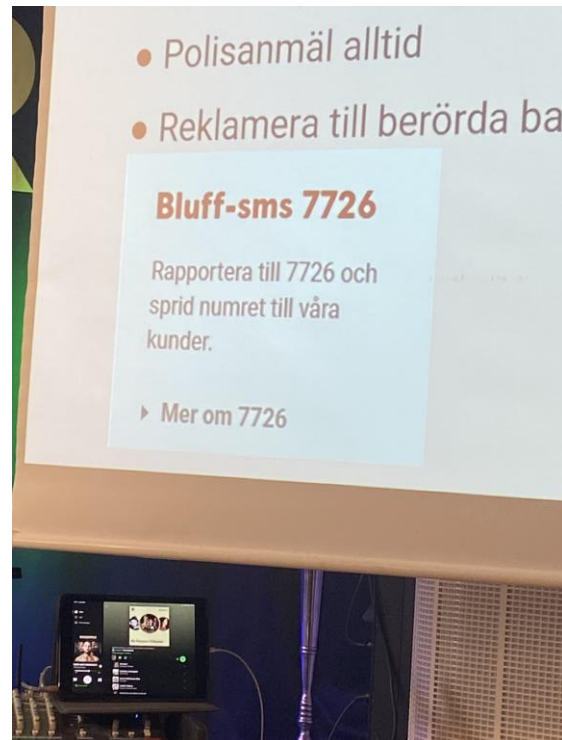 • Polisanmäl alltid
• Reklamera till berörda ba
Bluff-sms 7726
Rapportera till 7726 och
sprid numret till våra
kunder.
Mer om 7726